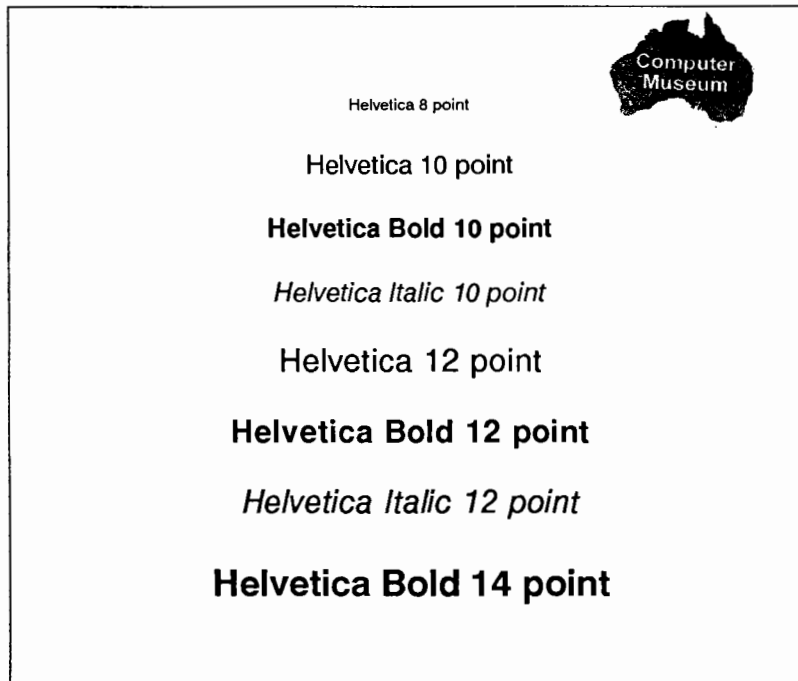 Computer
Museum
Helvetica 8 point
Helvetica 10 point
Helvetica Bold 10 point
Helvetica Italic 10 point
Helvetica 12 point
Helvetica Bold 12 point
Helvetica Italic 12 point
Helvetica Bold 14 point